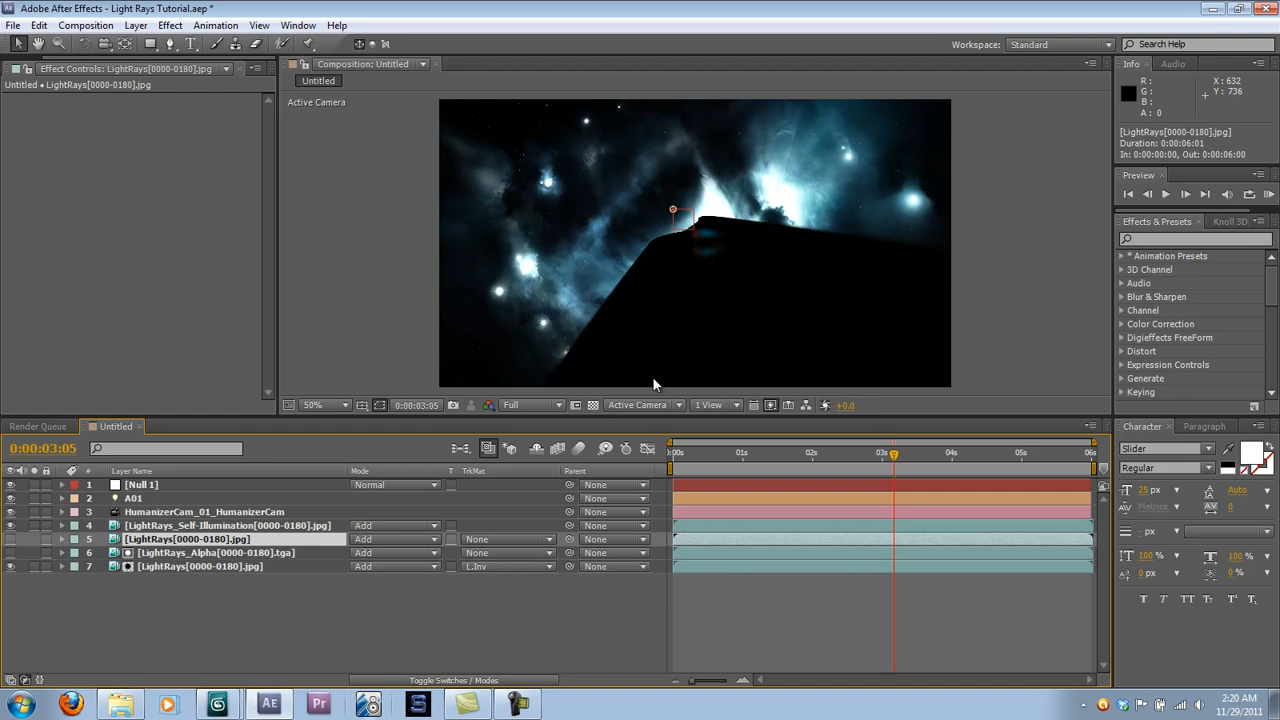 Adobe After Effects - Light Rays Tutorial.aep *
File Edit Composition Layer Effect Animation View Window Help
Workspace: Standard Search Help
Effect Controls: LightRays[0000-0180].jpg
Composition: Untitled
Info Audio
Untitled • LightRays[0000-0180].jpg
Untitled
Active Camera
R :
G :
B :
A : 0
X : 632
Y : 736
[LightRays[0000-0180].jpg]
Duration: 0:00:06:01
In: 0:00:00:00, Out: 0:00:06:00
Preview
Effects & Presets Knoll 3D
* Animation Presets
3D Channel
Audio
Blur & Sharpen
Channel
Color Correction
Digieffects FreeForm
Distort
Expression Controls
Generate
Keying
50% 0:00:03:05 Full Active Camera 1 View +0.0
Render Queue Untitled
Character Paragraph
0:00:03:05
:00s 01s 02s 03s 04s 05s 06s
Slider
Regular
# Layer Name Mode T TrkMat Parent
1 [Null 1] Normal None
2 A01 None
3 HumanizerCam_01_HumanizerCam None
4 [LightRays_Self-Illumination[0000-0180].jpg] Add None
5 [LightRays[0000-0180].jpg] Add None None
6 [LightRays_Alpha[0000-0180].tga] Add None None
7 [LightRays[0000-0180].jpg] Add L.Inv None
25 px Auto
Metrics 0
- px
100 % 100 %
0 px 0 %
T T TT Tt T¹ T₁
Toggle Switches / Modes
Ae Pr S
2:20 AM
11/29/2011